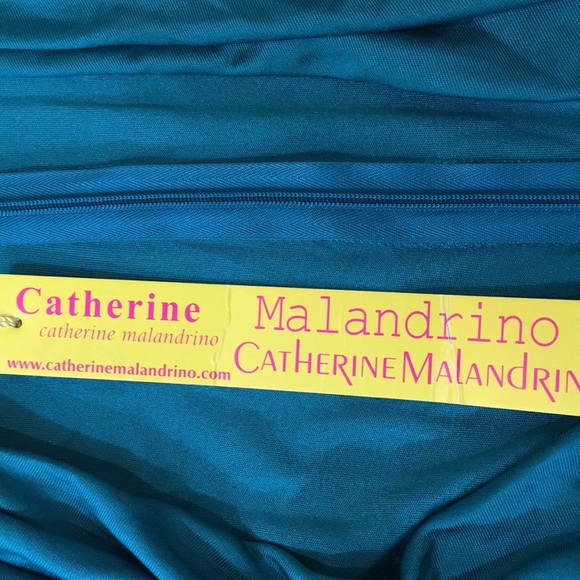 Catherine
catherine malandrino
www.catherinemalandrino.com
Malandrino
CATHERINE MALANDRIN